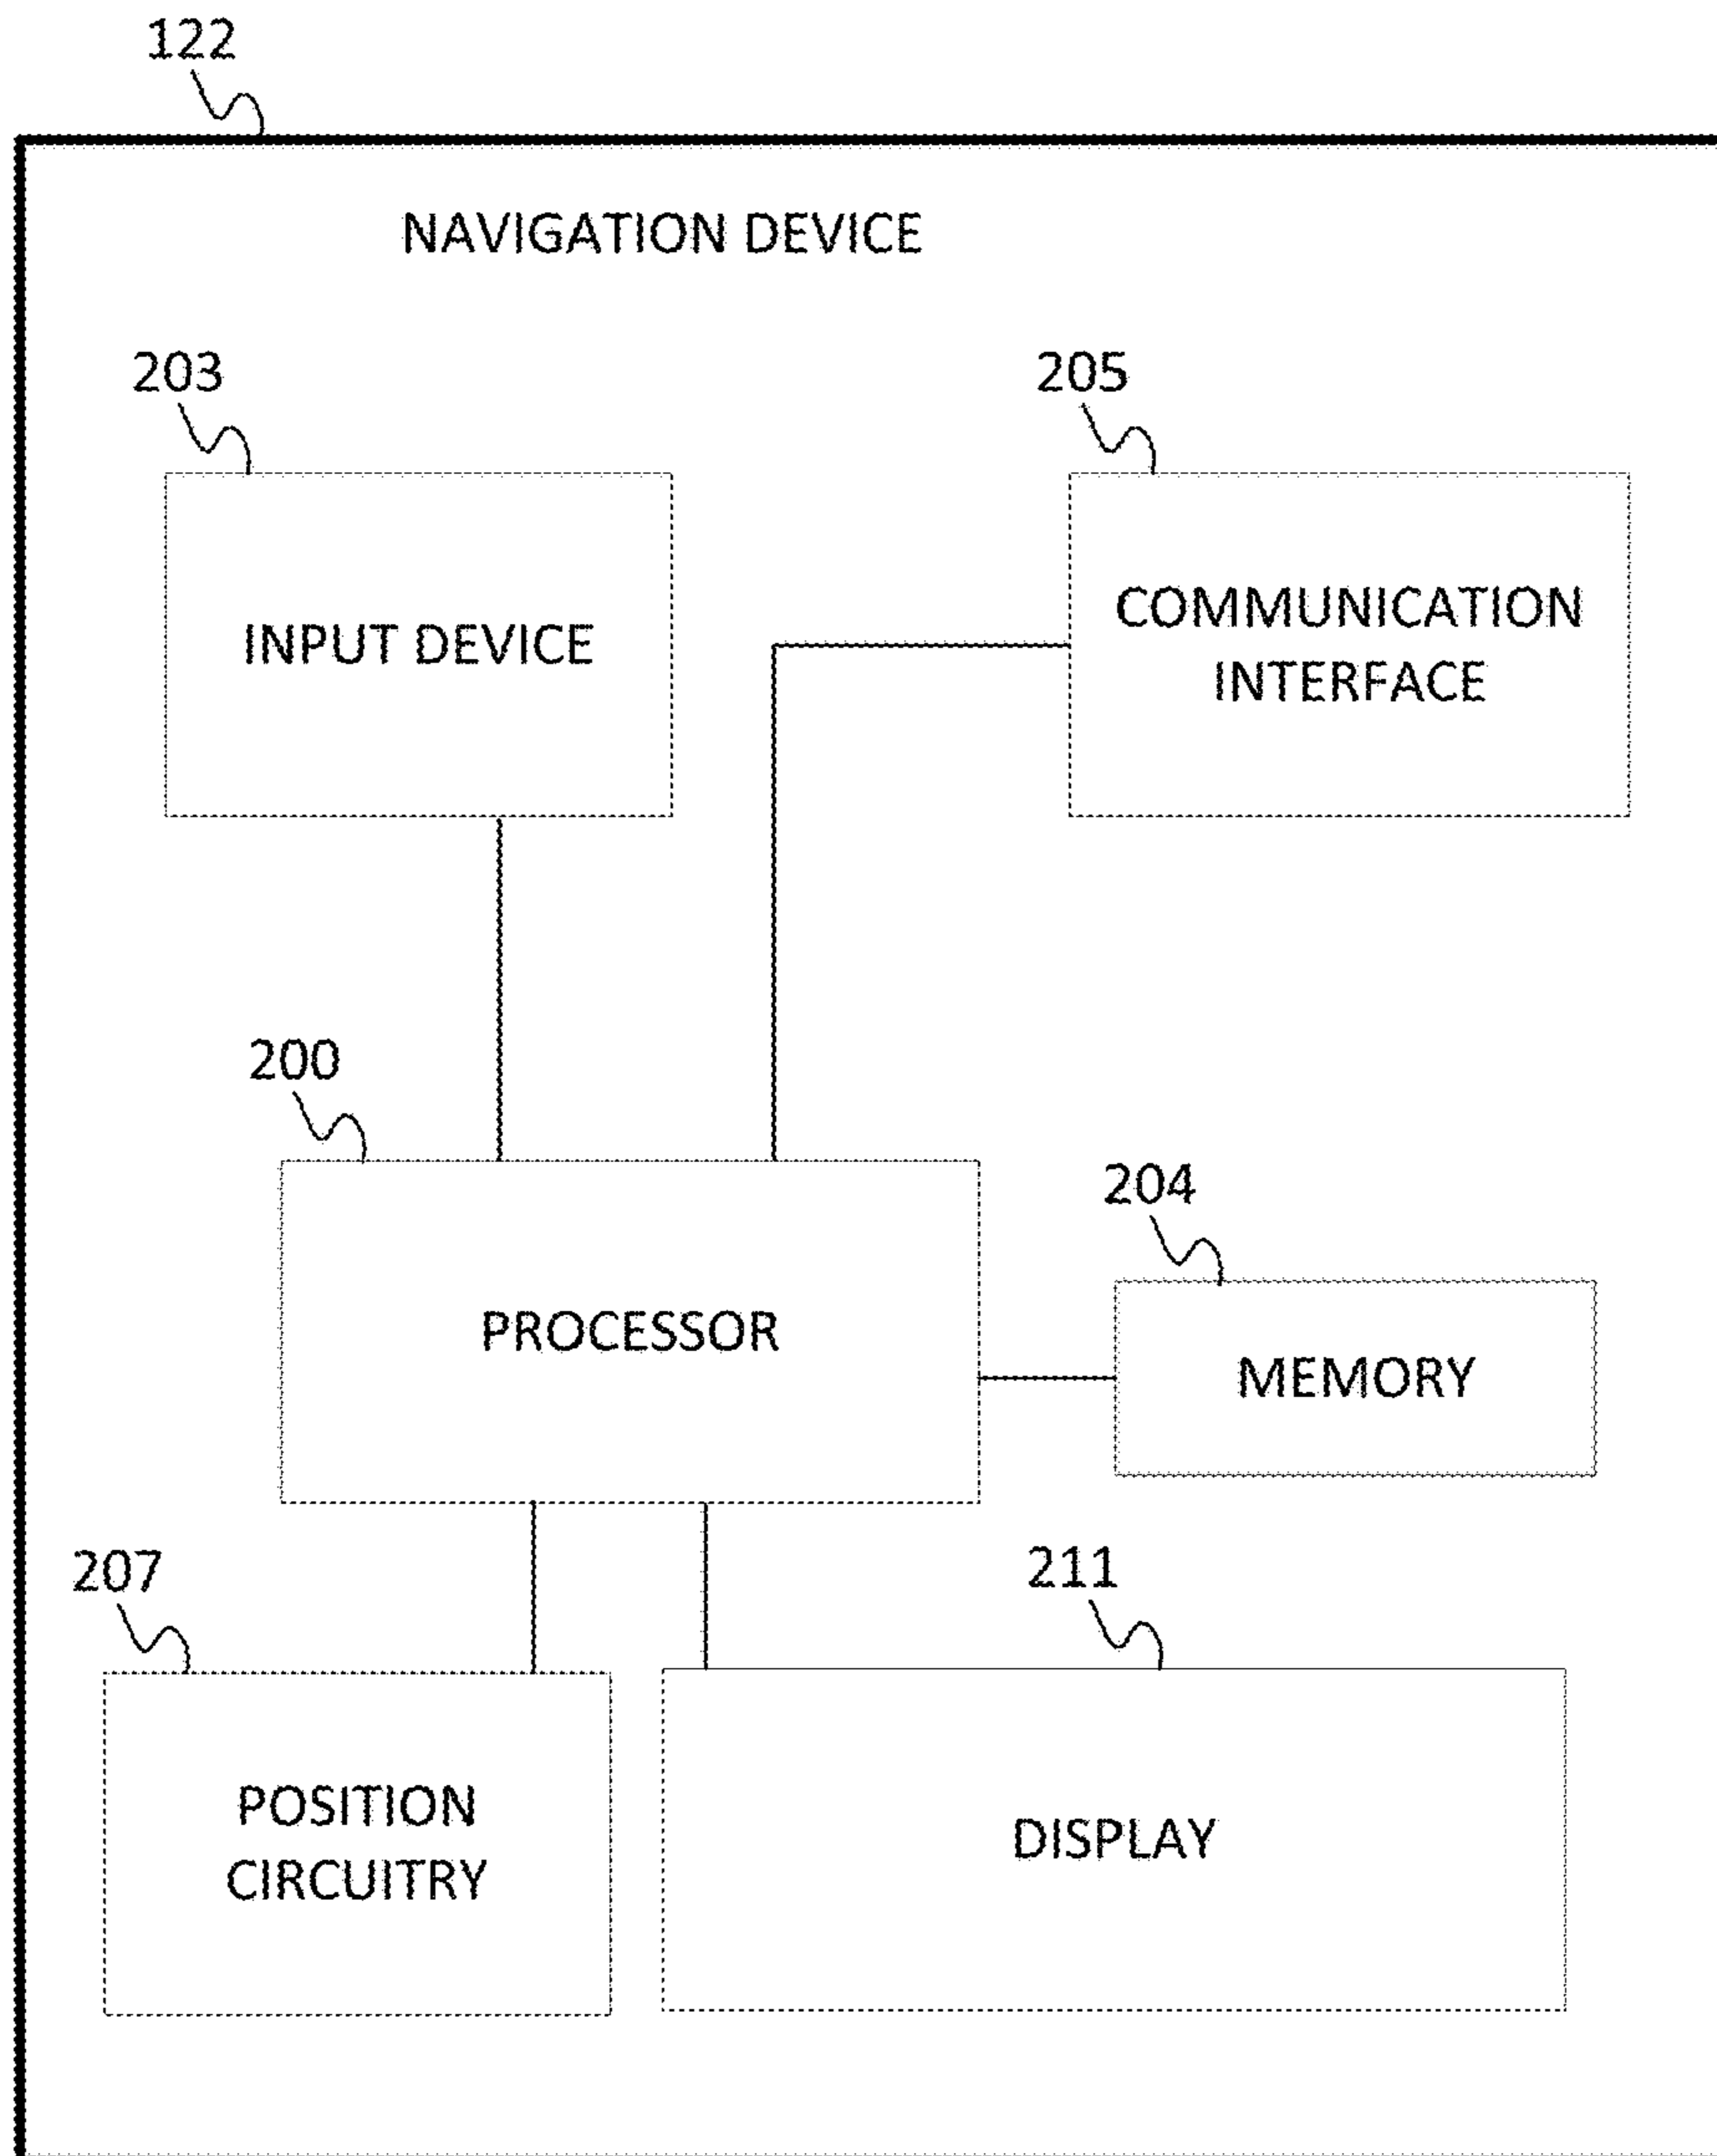 122
NAVIGATION DEVICE
203
205
INPUT DEVICE
COMMUNICATION
INTERFACE
200
204
PROCESSOR
MEMORY
207
211
POSITION
CIRCUITRY
DISPLAY